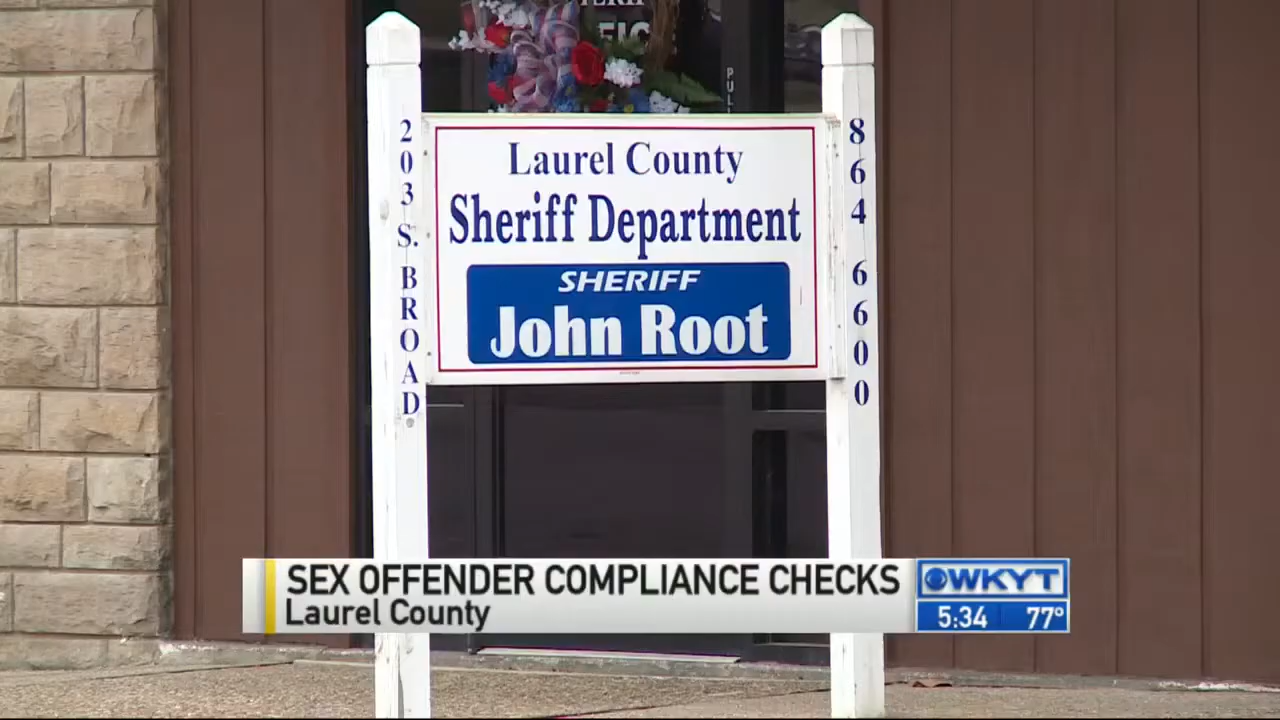 PULL
203 S. BROAD
Laurel County
Sheriff Department
SHERIFF
John Root
864 6600
SEX OFFENDER COMPLIANCE CHECKS
Laurel County
WKYT
5:34 77°